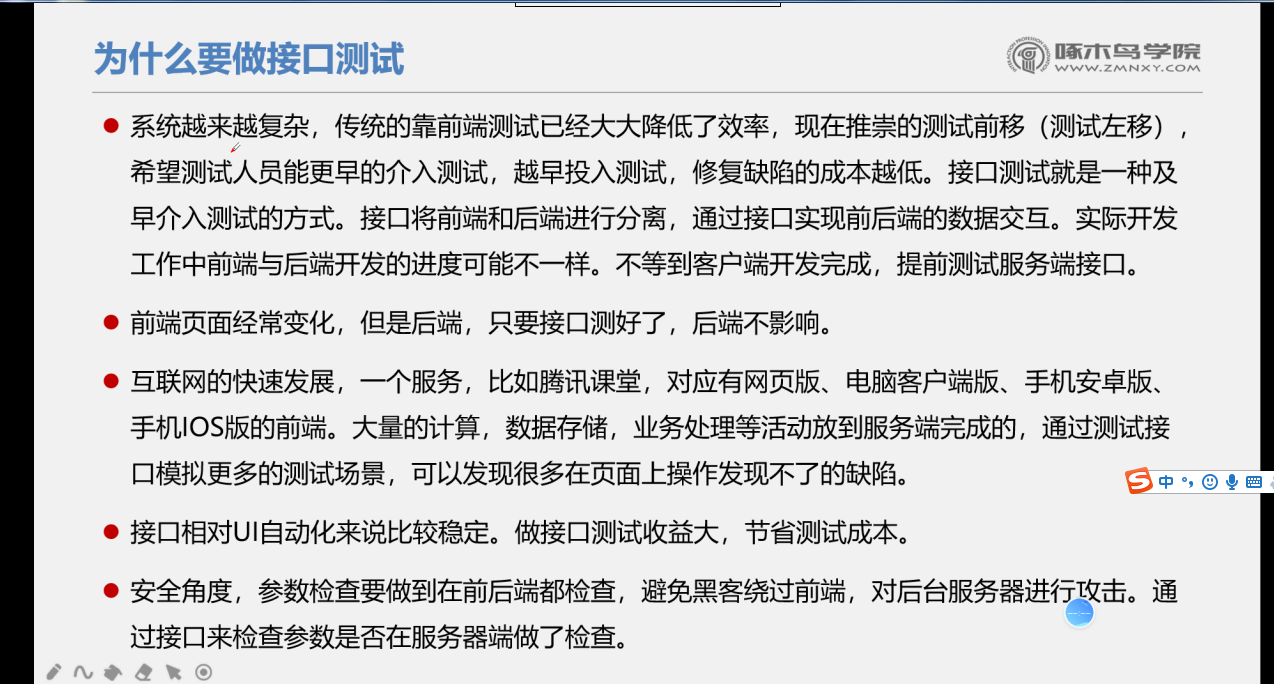 为什么要做接口测试
啄木鸟学院
WWW.ZMNXY.COM
系统越来越复杂，传统的靠前端测试已经大大降低了效率，现在推崇的测试前移（测试左移），
希望测试人员能更早的介入测试，越早投入测试，修复缺陷的成本越低。接口测试就是一种及
早介入测试的方式。接口将前端和后端进行分离，通过接口实现前后端的数据交互。实际开发
工作中前端与后端开发的进度可能不一样。不等到客户端开发完成，提前测试服务端接口。
前端页面经常变化，但是后端，只要接口测好了，后端不影响。
互联网的快速发展，一个服务，比如腾讯课堂，对应有网页版、电脑客户端版、手机安卓版、
手机IOS版的前端。大量的计算，数据存储，业务处理等活动放到服务端完成的，通过测试接
口模拟更多的测试场景，可以发现很多在页面上操作发现不了的缺陷。
中
接口相对UI自动化来说比较稳定。做接口测试收益大，节省测试成本。
安全角度，参数检查要做到在前后端都检查，避免黑客绕过前端，对后台服务器进行攻击。通
过接口来检查参数是否在服务器端做了检查。